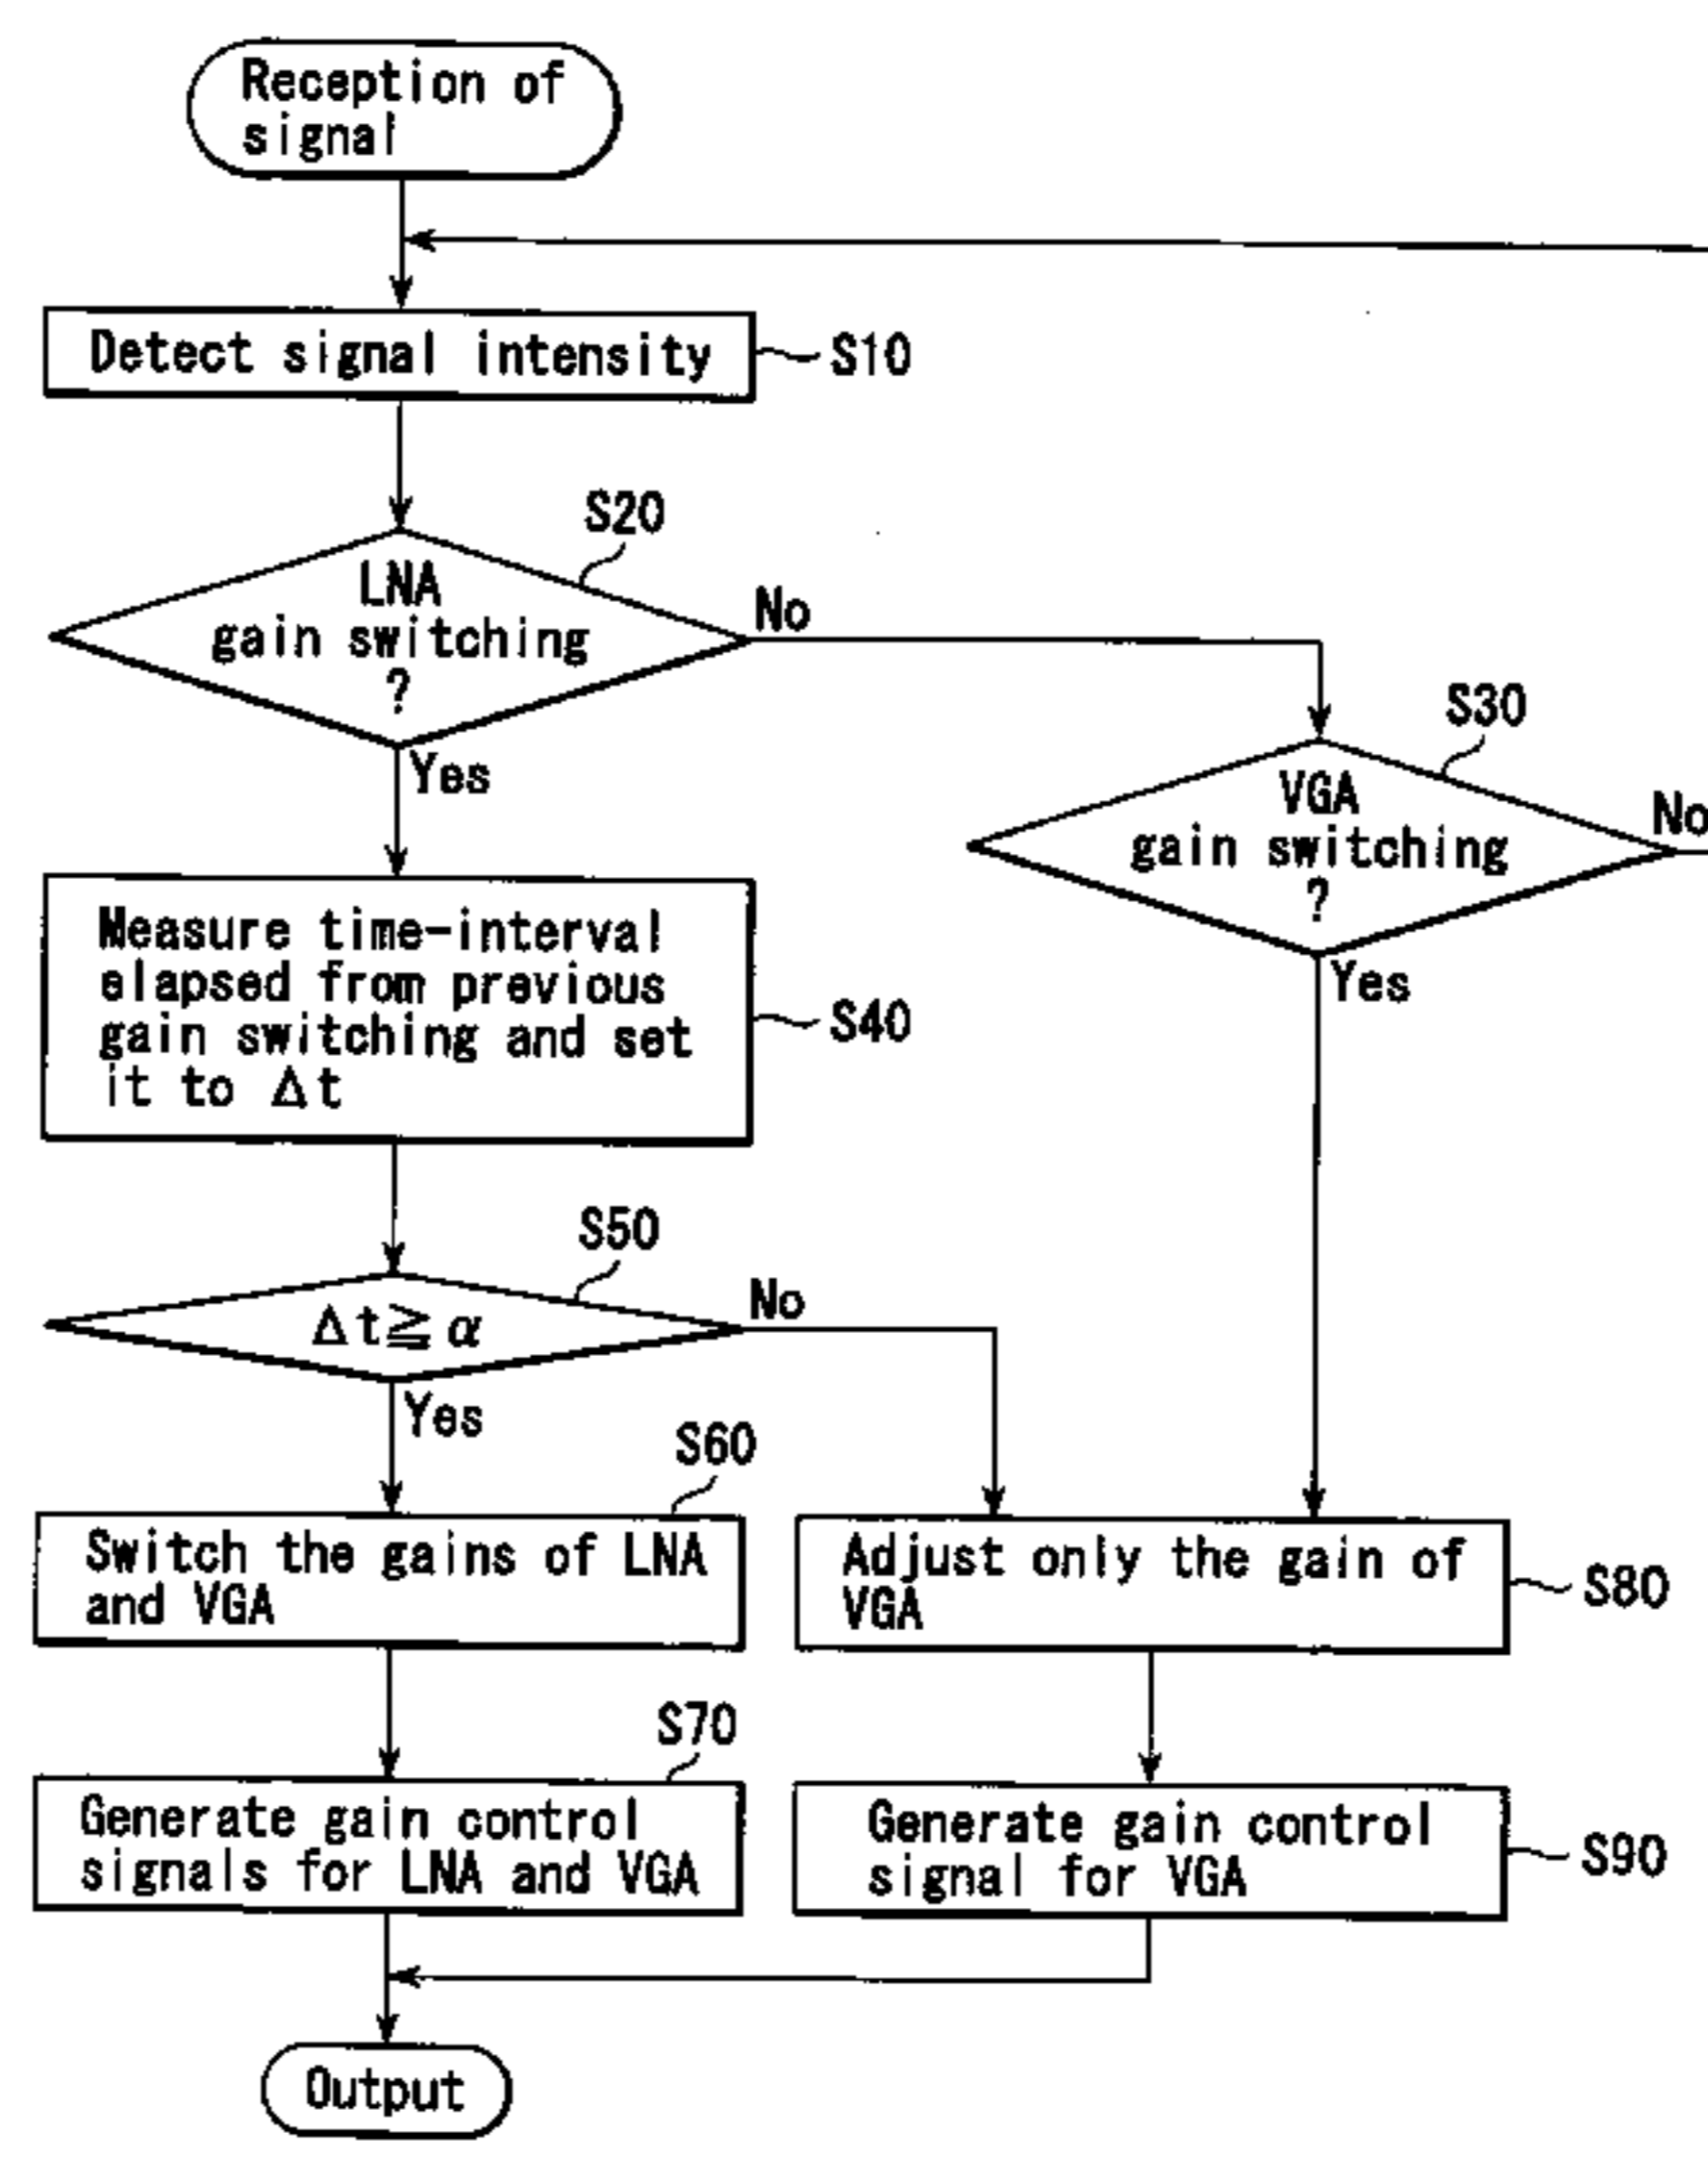 Reception of
signal
Detect signal intensity
S10
S20
LNA
gain switching
?
No
Yes
S30
VGA
gain switching
?
No
Yes
Measure time-interval
elapsed from previous
gain switching and set
it to Δt
S40
S50
Δt≧α
No
Yes
S60
Switch the gains of LNA
and VGA
Adjust only the gain of
VGA
S80
S70
Generate gain control
signals for LNA and VGA
Generate gain control
signal for VGA
S90
Output